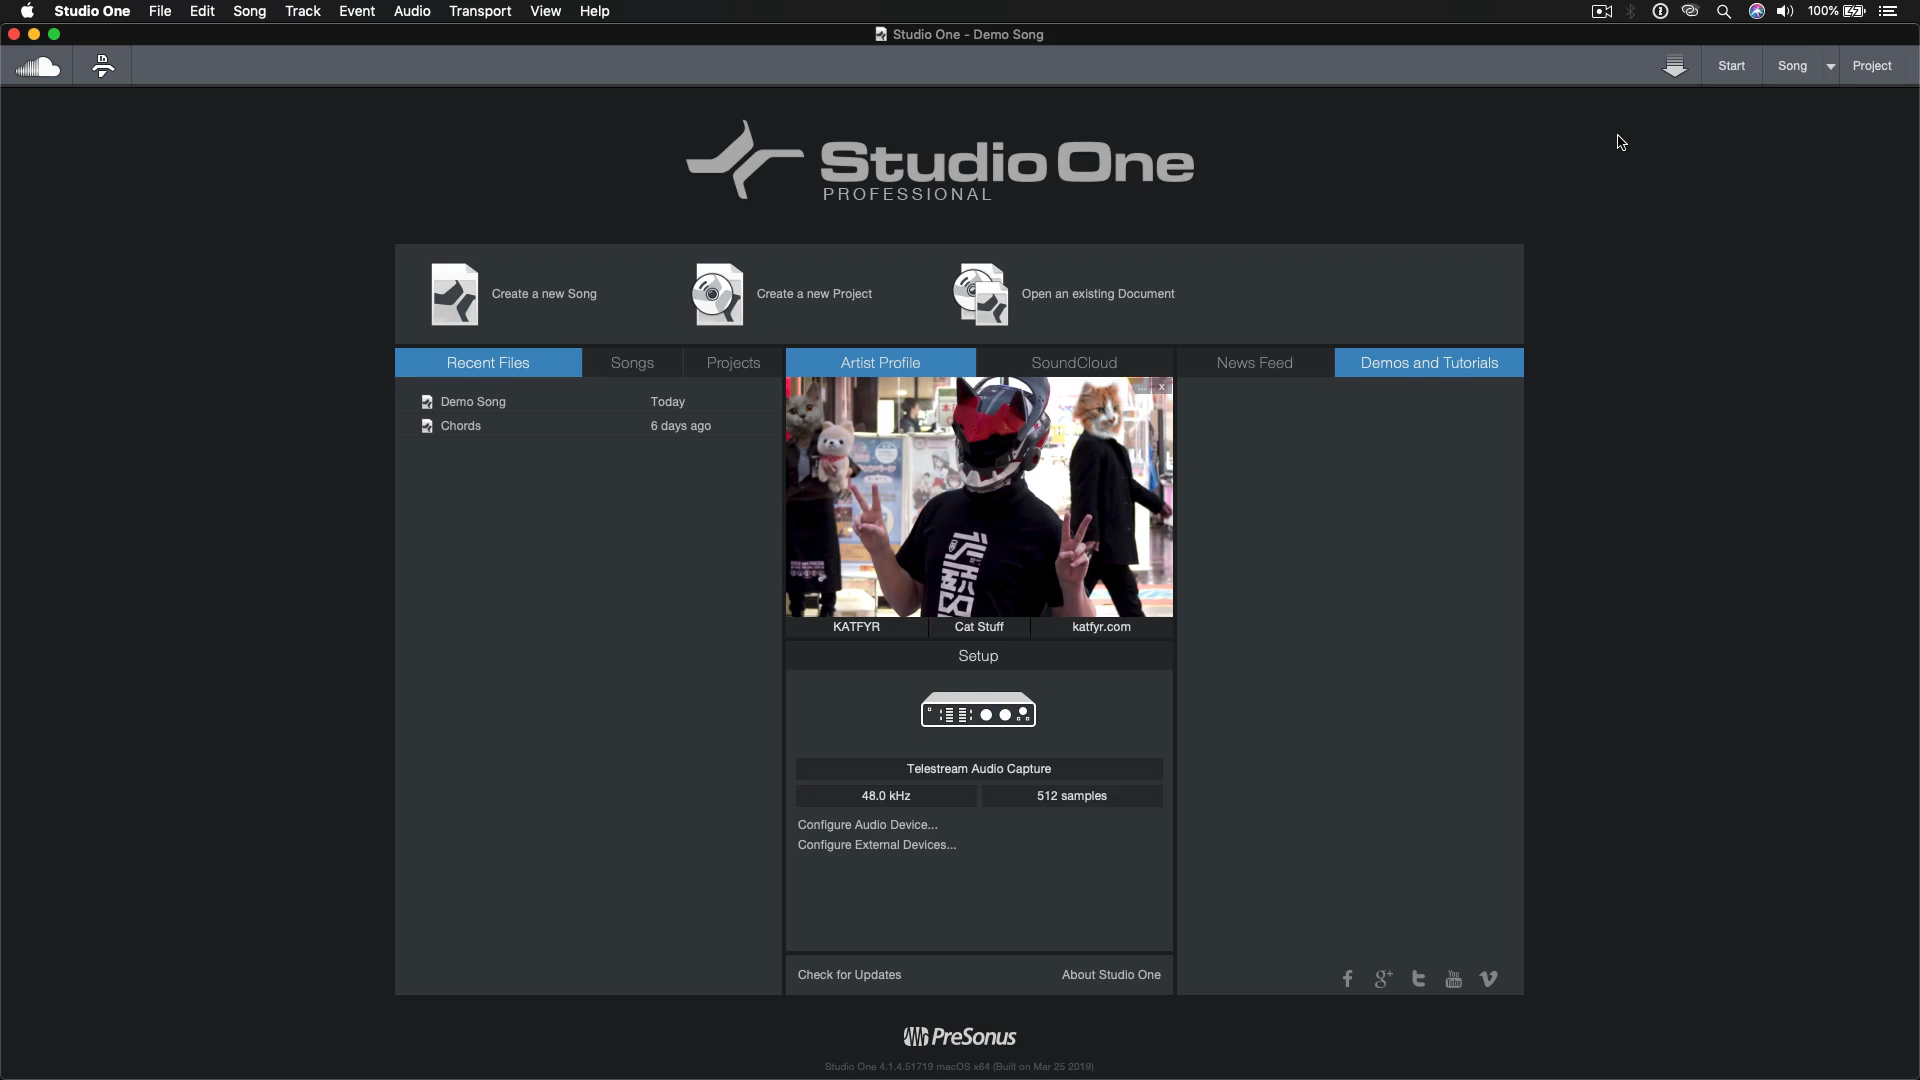 Studio One File Edit Song Track Event Audio Transport View Help 100%
Studio One - Demo Song
Start Song Project
Studio One
PROFESSIONAL
Create a new Song Create a new Project Open an existing Document
Recent Files Songs Projects Artist Profile SoundCloud News Feed Demos and Tutorials
... x
Demo Song Today
Chords 6 days ago
KATFYR Cat Stuff katfyr.com
Setup
Telestream Audio Capture
48.0 kHz 512 samples
Configure Audio Device...
Configure External Devices...
Check for Updates About Studio One
You
Tube
PreSonus
Studio One 4.1.4.51719 macOS x64 (Built on Mar 25 2019)